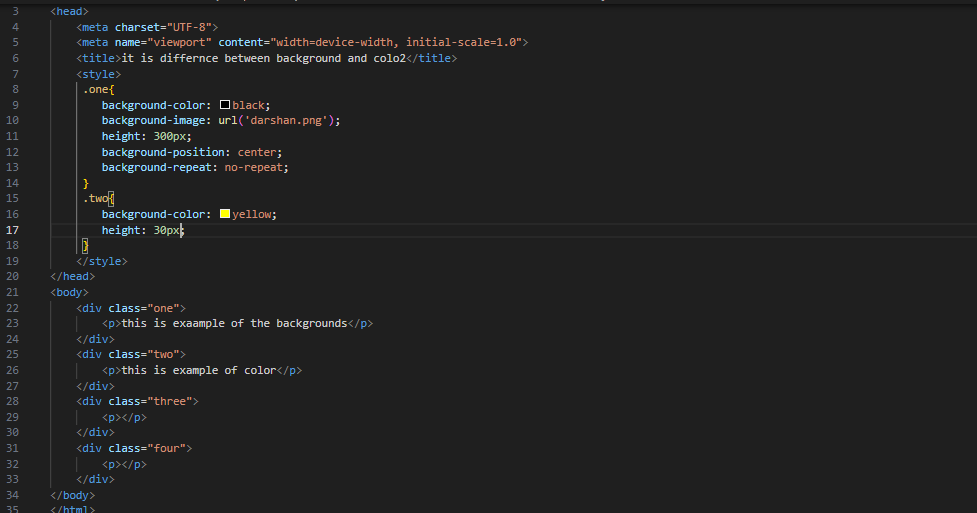 3 <head>
4 <meta charset="UTF-8">
5 <meta name="viewport" content="width=device-width, initial-scale=1.0">
6 <title>it is differnce between background and colo2</title>
7 <style>
8 .one{
9 background-color: black;
10 background-image: url('darshan.png');
11 height: 300px;
12 background-position: center;
13 background-repeat: no-repeat;
14 }
15 .two{
16 background-color: yellow;
17 height: 30px;
18 }
19 </style>
20 </head>
21 <body>
22 <div class="one">
23 <p>this is exaample of the backgrounds</p>
24 </div>
25 <div class="two">
26 <p>this is example of color</p>
27 </div>
28 <div class="three">
29 <p></p>
30 </div>
31 <div class="four">
32 <p></p>
33 </div>
34 </body>
35 </html>